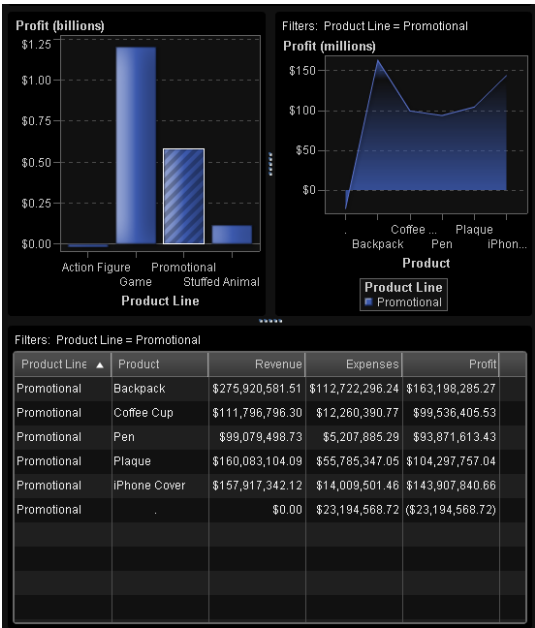 Profit (billions)
$1.25
$1.00
$0.75
$0.50
$0.25
$0.00
Action Figure
Game
Promotional
Stuffed Animal
Product Line
Filters: Product Line = Promotional
Profit (millions)
$150
$100
$50
$0
.
Backpack
Coffee ...
Pen
Plaque
iPhon...
Product
Product Line
Promotional
Filters: Product Line = Promotional
Product Line Product Revenue Expenses Profit
Promotional Backpack $275,920,581.51 $112,722,296.24 $163,198,285.27
Promotional Coffee Cup $111,796,796.30 $12,260,390.77 $99,536,405.53
Promotional Pen $99,079,498.73 $5,207,885.29 $93,871,613.43
Promotional Plaque $160,083,104.09 $55,785,347.05 $104,297,757.04
Promotional iPhone Cover $157,917,342.12 $14,009,501.46 $143,907,840.66
Promotional . $0.00 $23,194,568.72 ($23,194,568.72)